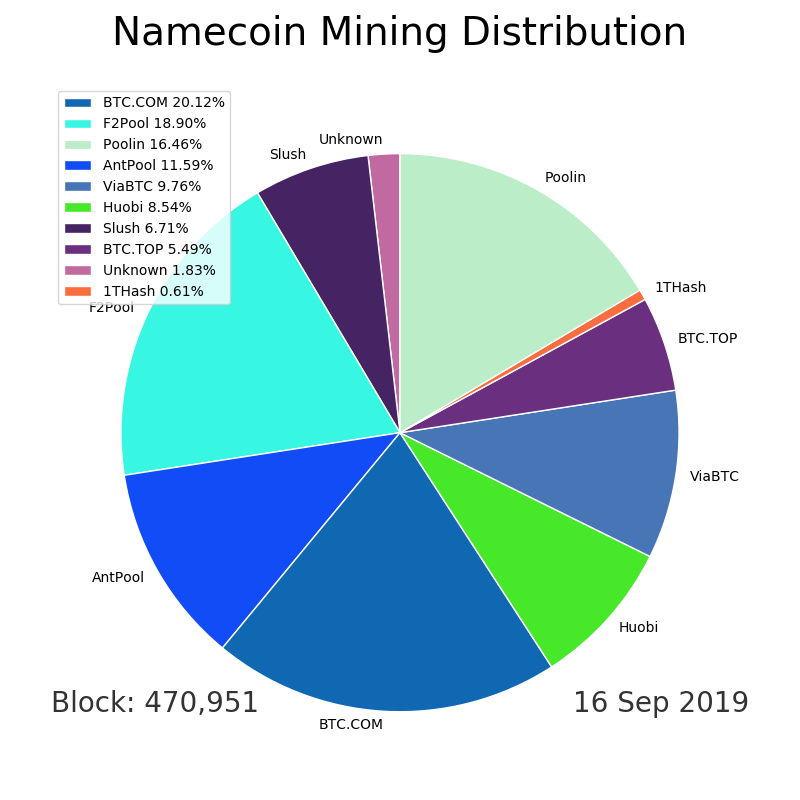 Namecoin Mining Distribution
BTC.COM 20.12%
F2Pool 18.90%
Poolin 16.46%
AntPool 11.59%
ViaBTC 9.76%
Huobi 8.54%
Slush 6.71%
BTC.TOP 5.49%
Unknown 1.83%
1THash 0.61%
Unknown
Slush
Poolin
1THash
F2Pool
BTC.TOP
ViaBTC
AntPool
Huobi
Block: 470,951
16 Sep 2019
BTC.COM